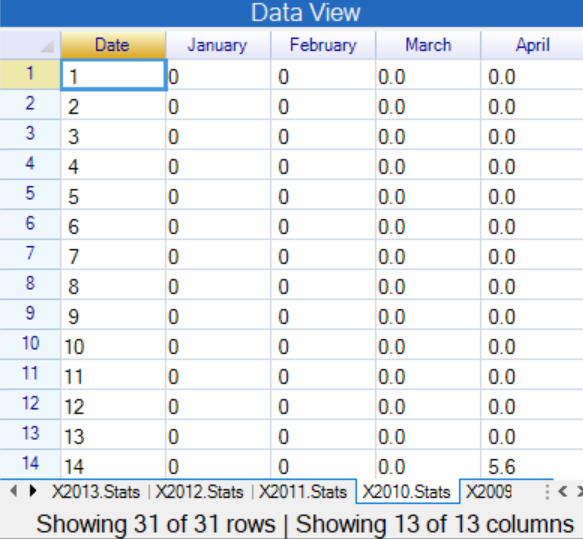 Data View
Date January February March April
1 1 0 0 0.0 0.0
2 2 0 0 0.0 0.0
3 3 0 0 0.0 0.0
4 4 0 0 0.0 0.0
5 5 0 0 0.0 0.0
6 6 0 0 0.0 0.0
7 7 0 0 0.0 0.0
8 8 0 0 0.0 0.0
9 9 0 0 0.0 0.0
10 10 0 0 0.0 0.0
11 11 0 0 0.0 0.0
12 12 0 0 0.0 0.0
13 13 0 0 0.0 0.0
14 14 0 0 0.0 5.6
X2013.Stats | X2012.Stats | X2011.Stats X2010.Stats X2009
Showing 31 of 31 rows | Showing 13 of 13 columns